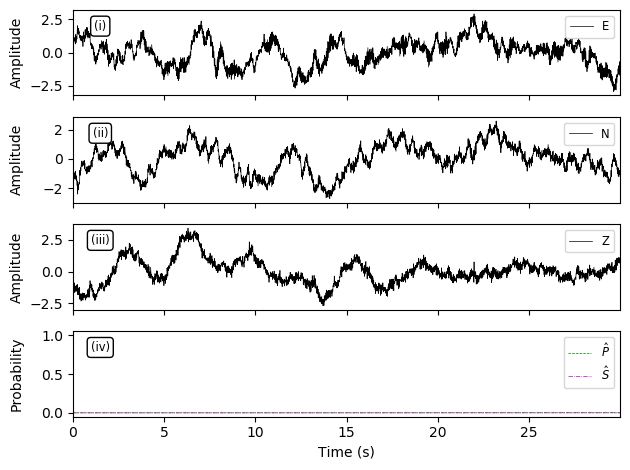 2.5
0.0
−2.5
Amplitude
(i)
E
2
0
−2
Amplitude
(ii)
N
2.5
0.0
−2.5
Amplitude
(iii)
Z
1.0
0.5
0.0
Probability
(iv)
P̂
Ŝ
0 5 10 15 20 25
Time (s)